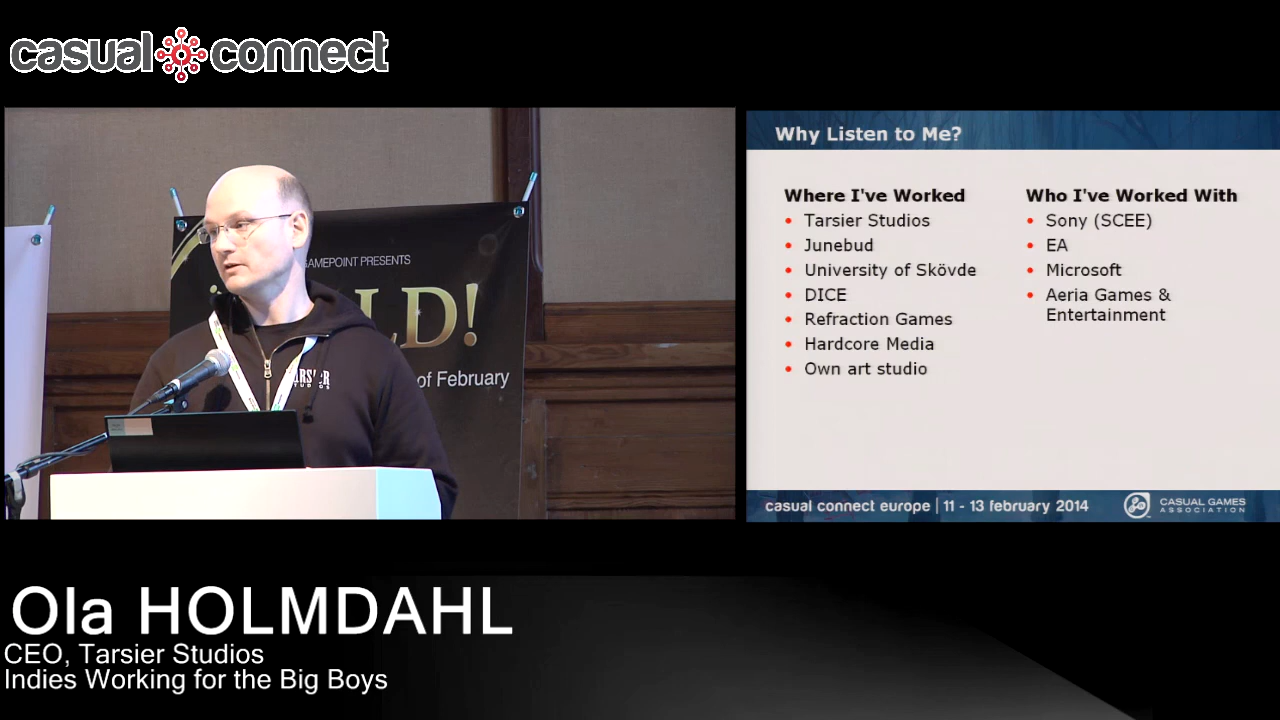 casual connect
Why Listen to Me?
Where I've Worked
• Tarsier Studios
• Junebud
• University of Skövde
• DICE
• Refraction Games
• Hardcore Media
• Own art studio
Who I've Worked With
• Sony (SCEE)
• EA
• Microsoft
• Aeria Games &
Entertainment
GAMEPOINT PRESENTS
LD!
of February
STUDIOS
casual connect europe | 11 - 13 february 2014
CASUAL GAMES
ASSOCIATION
Ola HOLMDAHL
CEO, Tarsier Studios
Indies Working for the Big Boys